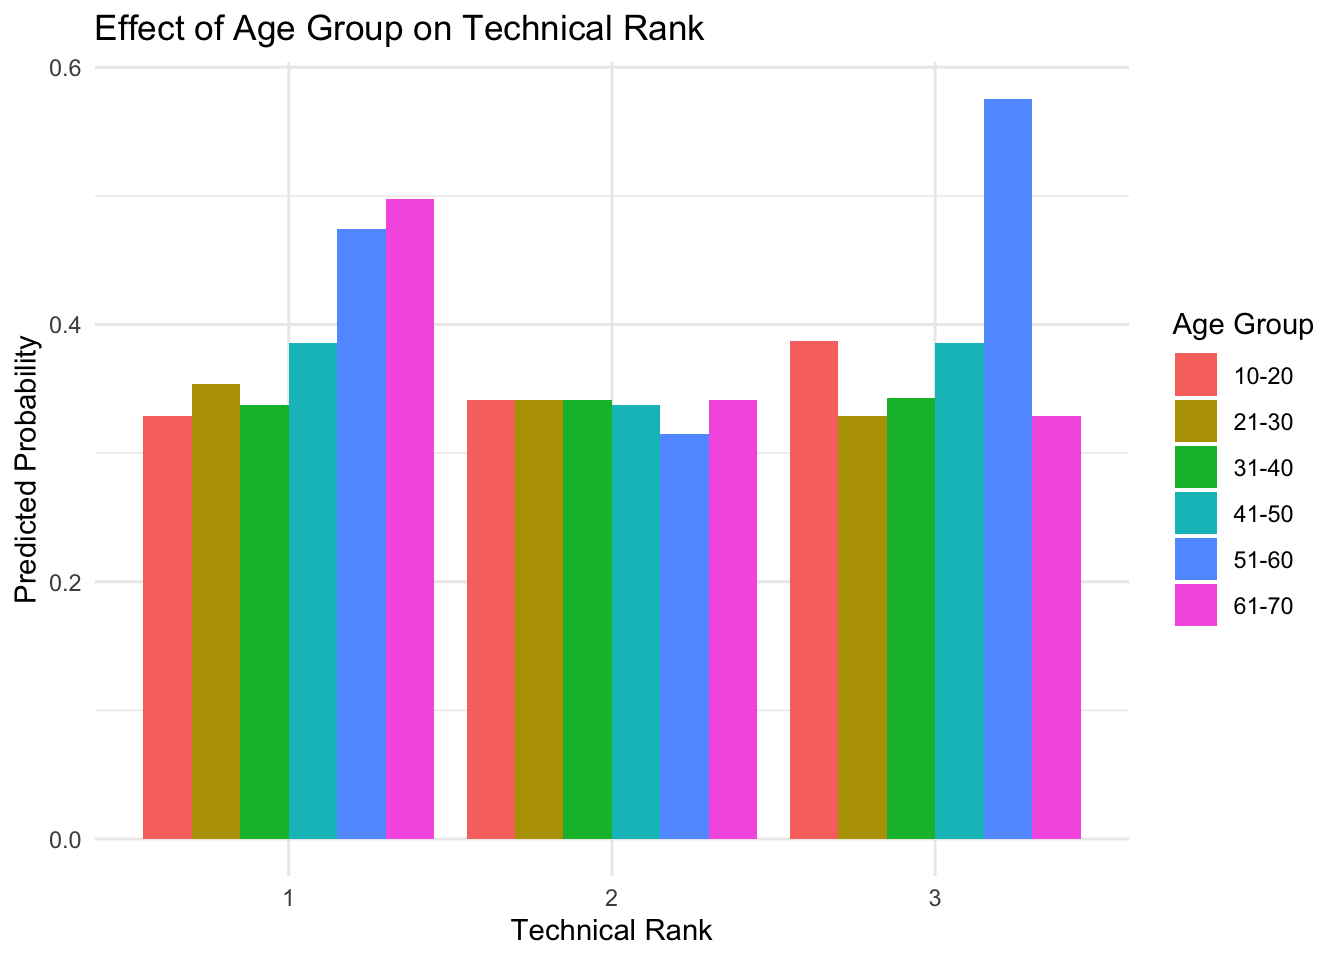 Effect of Age Group on Technical Rank
0.6
0.4
0.2
0.0
Predicted Probability
1 2 3
Technical Rank
Age Group
10-20
21-30
31-40
41-50
51-60
61-70